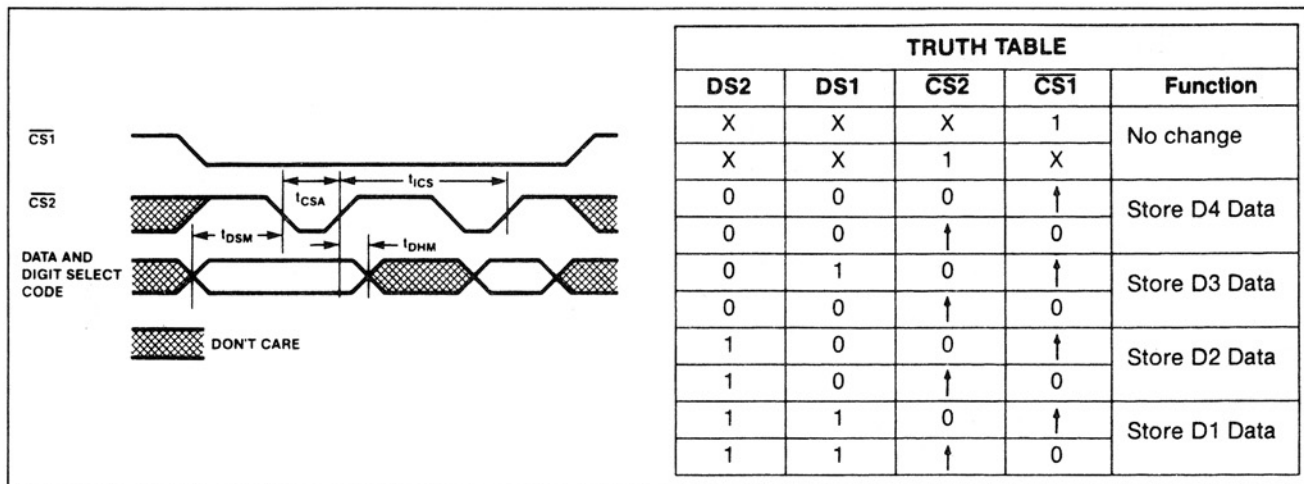 CS1
CS2
tCSA
tICS
tDSM
tDHM
DATA AND
DIGIT SELECT
CODE
DON'T CARE
TRUTH TABLE
DS2 DS1 CS2 CS1 Function
X X X 1 No change
X X 1 X
0 0 0 ↑ Store D4 Data
0 0 ↑ 0
0 1 0 ↑ Store D3 Data
0 0 ↑ 0
1 0 0 ↑ Store D2 Data
1 0 ↑ 0
1 1 0 ↑ Store D1 Data
1 1 ↑ 0